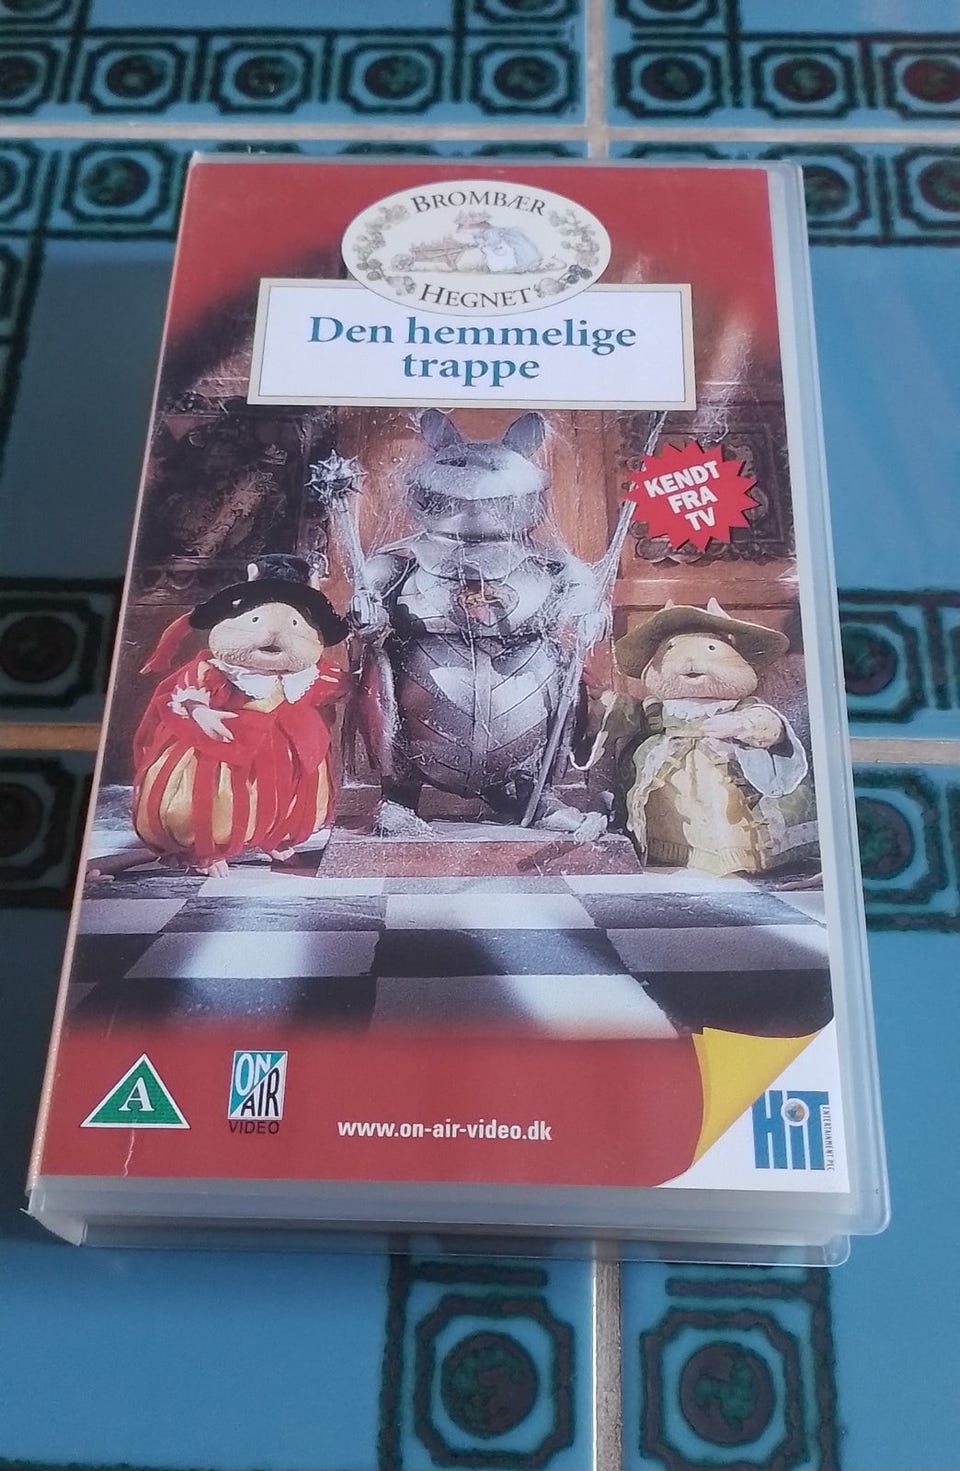 BROMBÆR
HEGNET
Den hemmelige
trappe
KENDT
FRA
TV
A
ON
AIR
VIDEO
www.on-air-video.dk
HiT
ENTERTAINMENT PLC